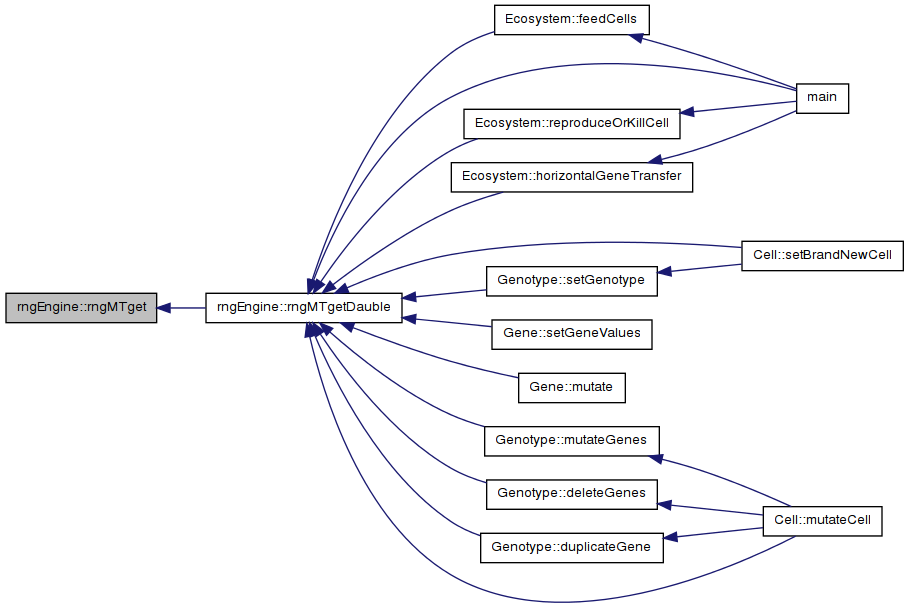 Ecosystem::feedCells
main
Ecosystem::reproduceOrKillCell
Ecosystem::horizontalGeneTransfer
Cell::setBrandNewCell
Genotype::setGenotype
rngEngine::rngMTget
rngEngine::rngMTgetDauble
Gene::setGeneValues
Gene::mutate
Genotype::mutateGenes
Genotype::deleteGenes
Cell::mutateCell
Genotype::duplicateGene